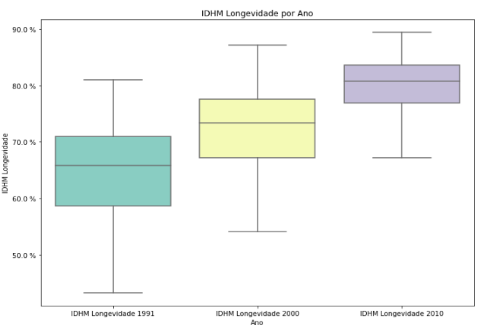 IDHM Longevidade por Ano
90.0 %
80.0 %
70.0 %
60.0 %
50.0 %
IDHM Longevidade
IDHM Longevidade 1991
IDHM Longevidade 2000
IDHM Longevidade 2010
Ano